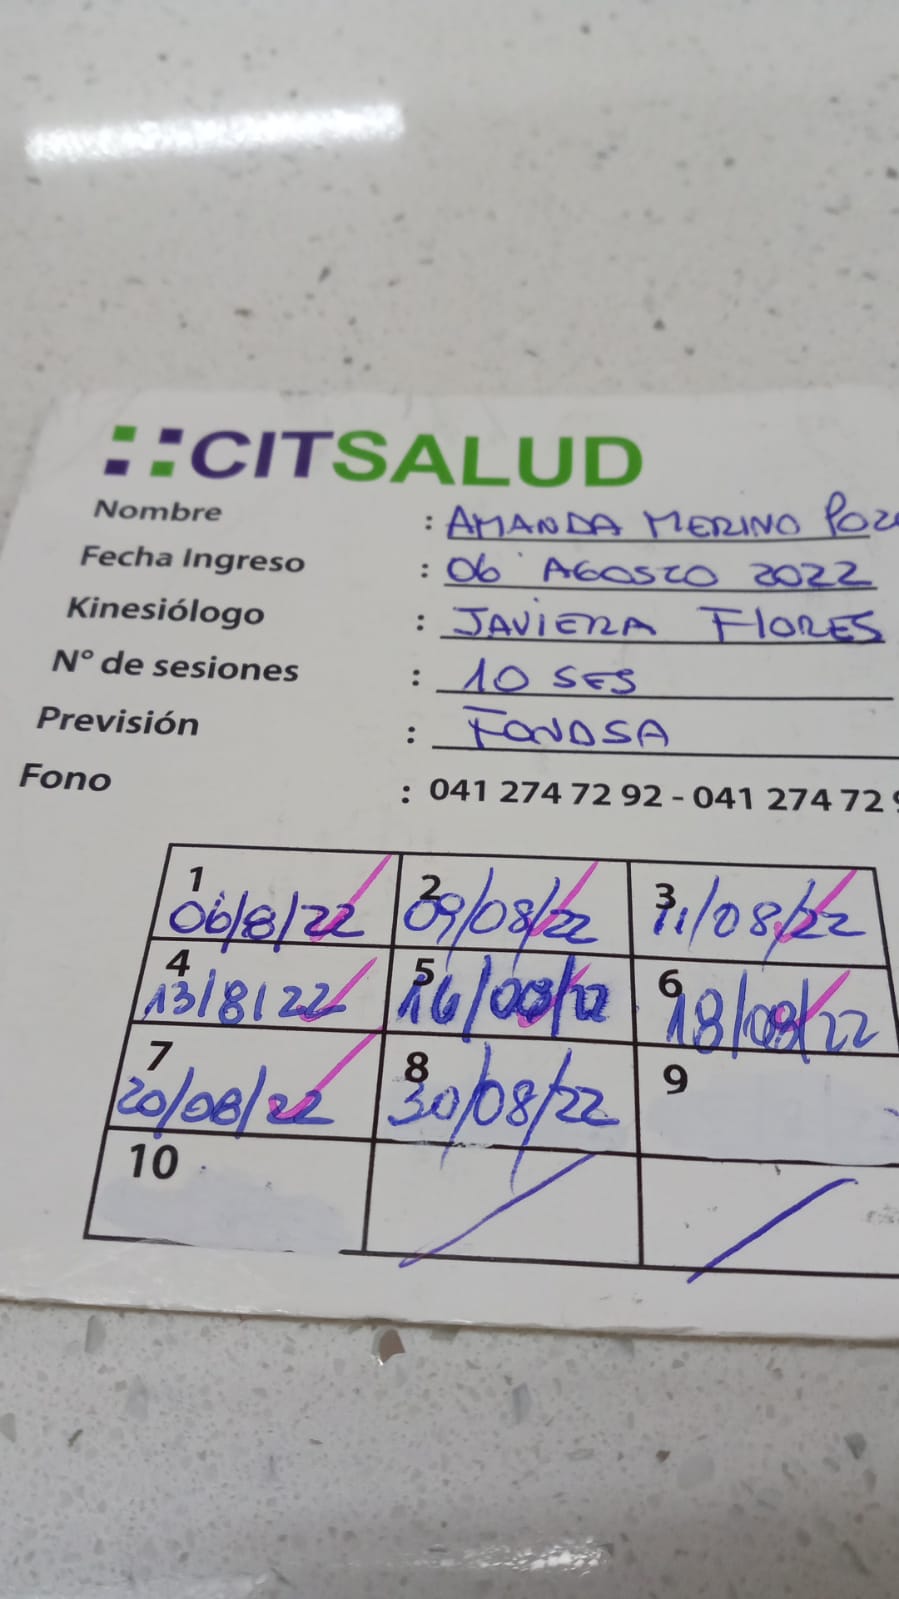 CITSALUD
Nombre : AMANDA MERINO
Fecha Ingreso : 06 AGOSTO 2022
Kinesiólogo : JAVIERA FLORES
N° de sesiones : 10 SES
Previsión : FONOSA
Fono : 041 274 72 92 - 041 274 72
1 2 3
06/8/22 09/08/22 11/08/22
4 5 6
13/8/22 16/08/22 18/08/22
7 8 9
20/08/22 30/08/22
10